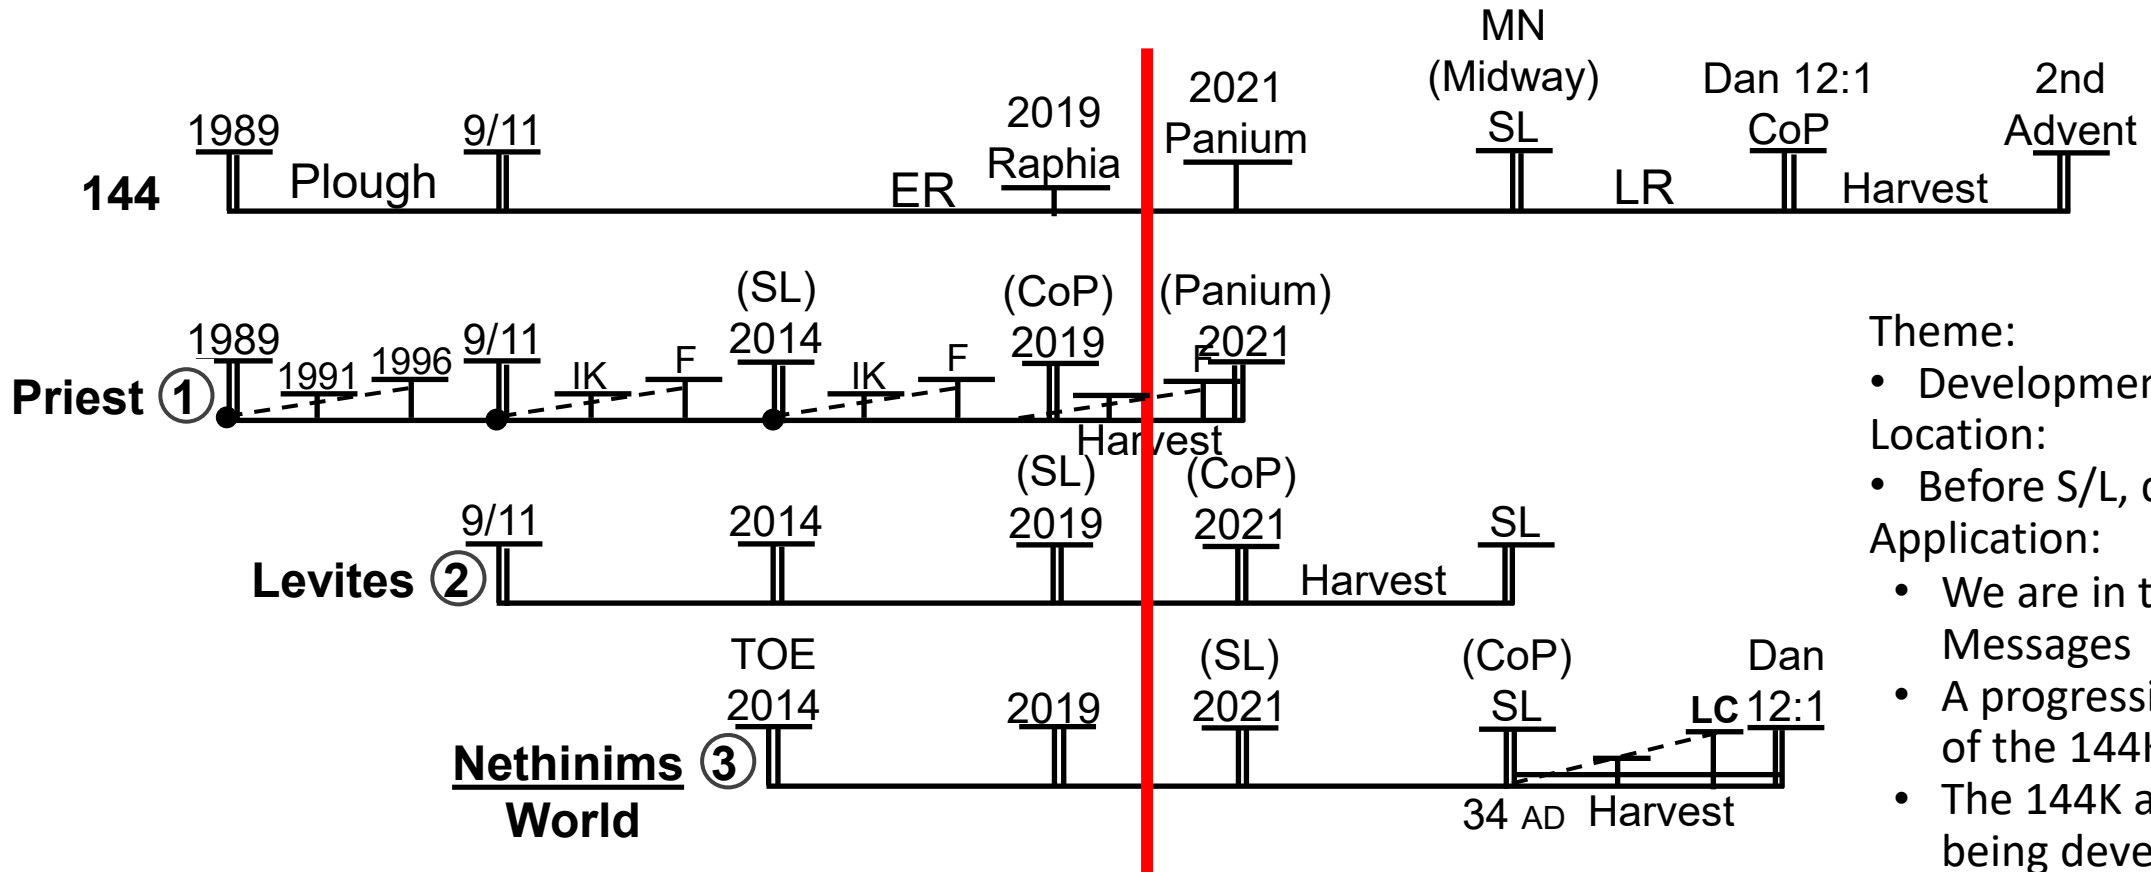 MN
(Midway)
SL
Dan 12:1
CoP
2nd
Advent
2021
Panium
2019
Raphia
1989
9/11
144
Plough
ER
LR
Harvest
(SL)
2014
(CoP)
2019
(Panium)
2021
1989
1991
1996
9/11
IK
F
IK
F
F
Priest 1
Harvest
(SL)
2019
(CoP)
2021
9/11
2014
SL
Levites 2
Harvest
TOE
2014
2019
(SL)
2021
(CoP)
SL
LC
Dan
12:1
Nethinims 3
World
34 AD
Harvest
Theme:
• Developmen
Location:
• Before S/L,
Application:
• We are in t
Messages
• A progressi
of the 144K
• The 144K a
being deve